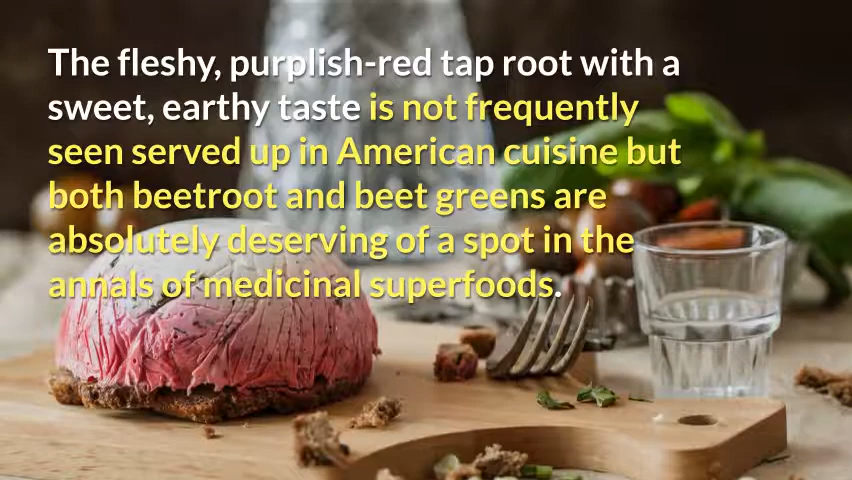 The fleshy, purplish-red tap root with a
sweet, earthy taste is not frequently
seen served up in American cuisine but
both beetroot and beet greens are
absolutely deserving of a spot in the
annals of medicinal superfoods.